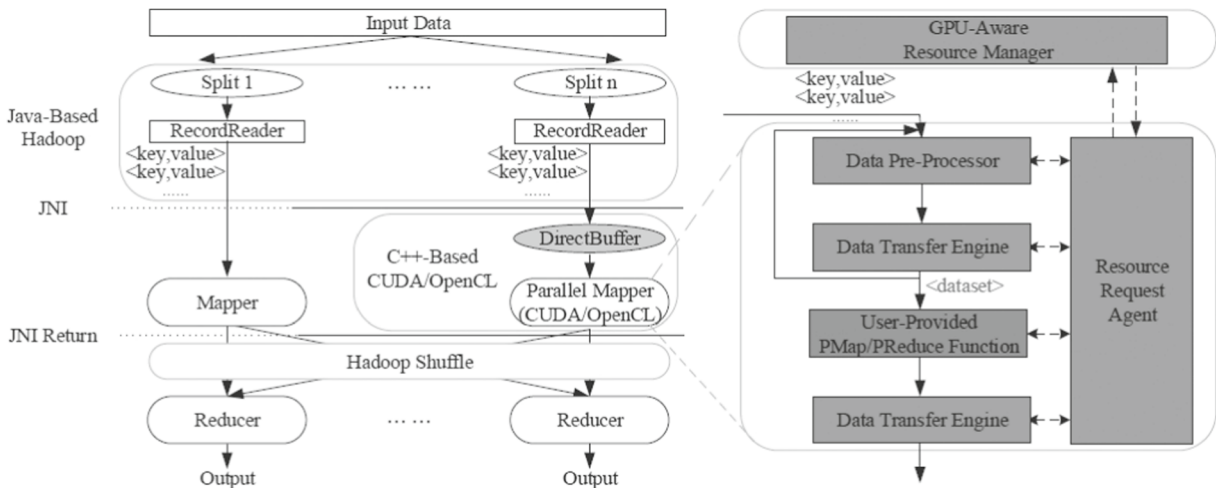 Input Data
Split 1
... ...
Split n
Java-Based
Hadoop
RecordReader
RecordReader
<key,value>
<key,value>
......
<key,value>
<key,value>
......
JNI
DirectBuffer
C++-Based
CUDA/OpenCL
Mapper
Parallel Mapper
(CUDA/OpenCL)
JNI Return
Hadoop Shuffle
Reducer
... ...
Reducer
Output
Output
GPU-Aware
Resource Manager
<key,value>
<key,value>
......
Data Pre-Processor
Data Transfer Engine
<dataset>
User-Provided
PMap/PReduce Function
Data Transfer Engine
Resource
Request
Agent